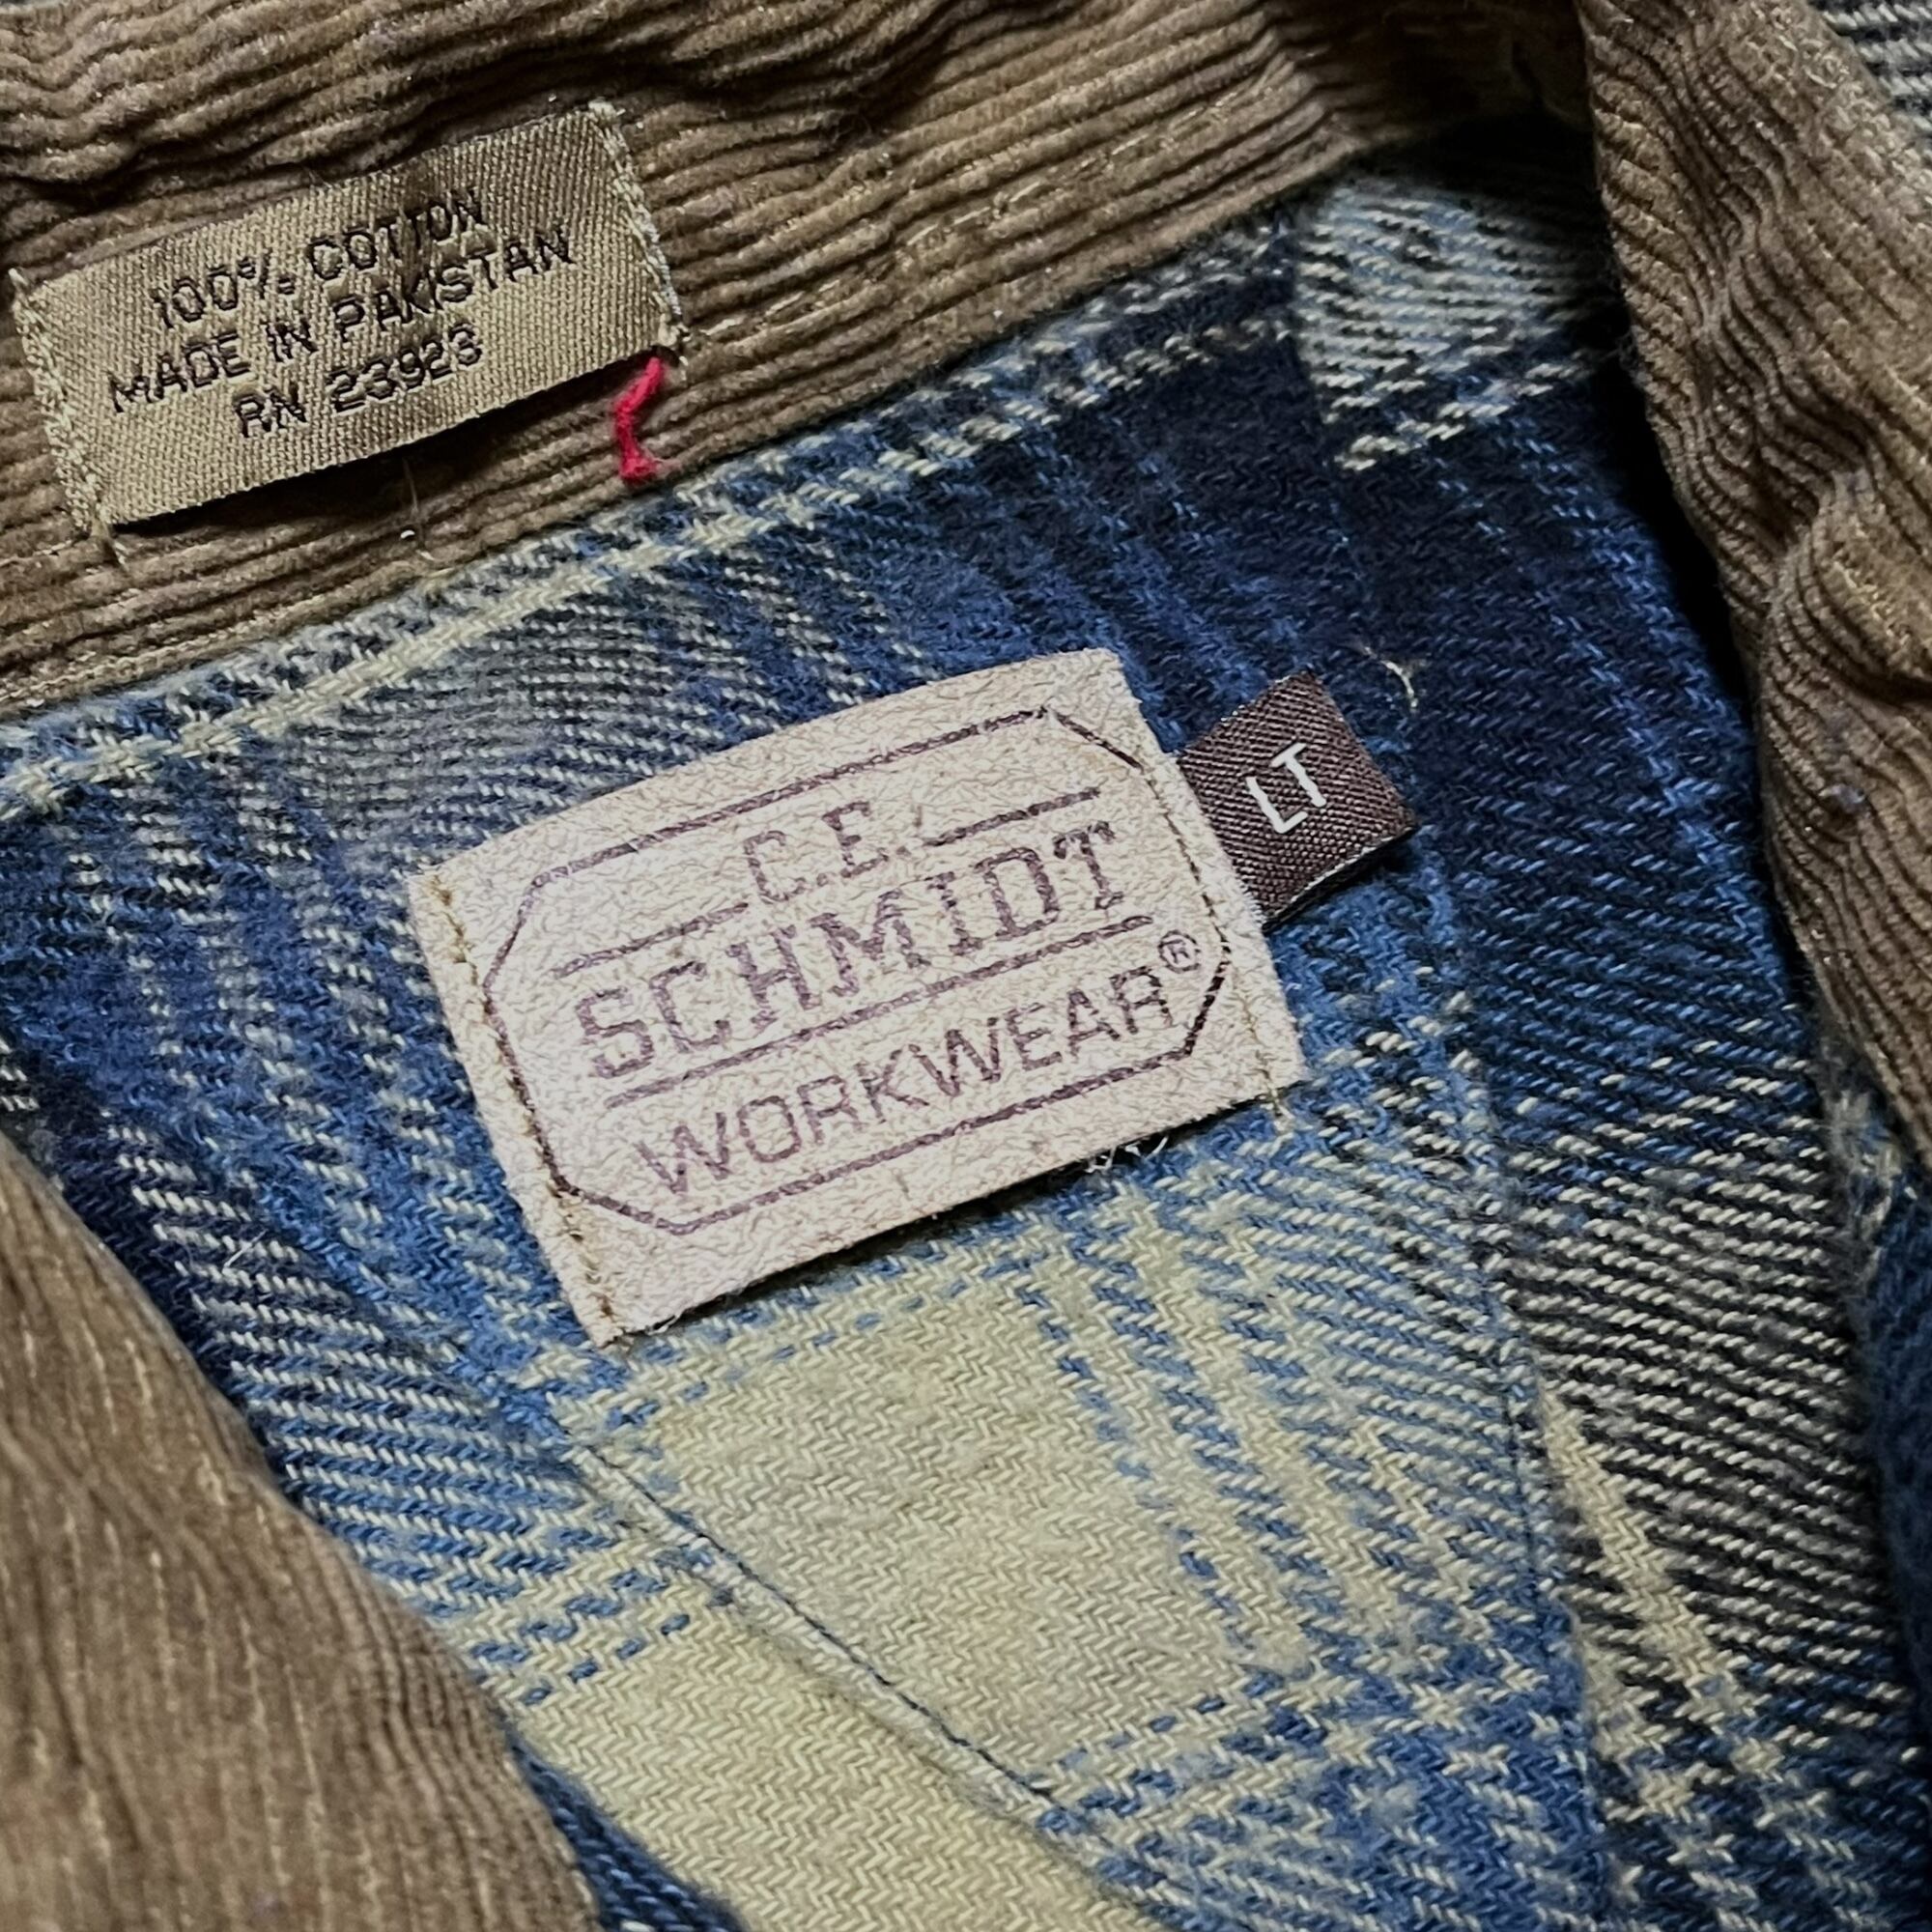 100% COTTON
MADE IN PAKISTAN
RN 23923
C.E.
SCHMIDT
WORKWEAR®
LT